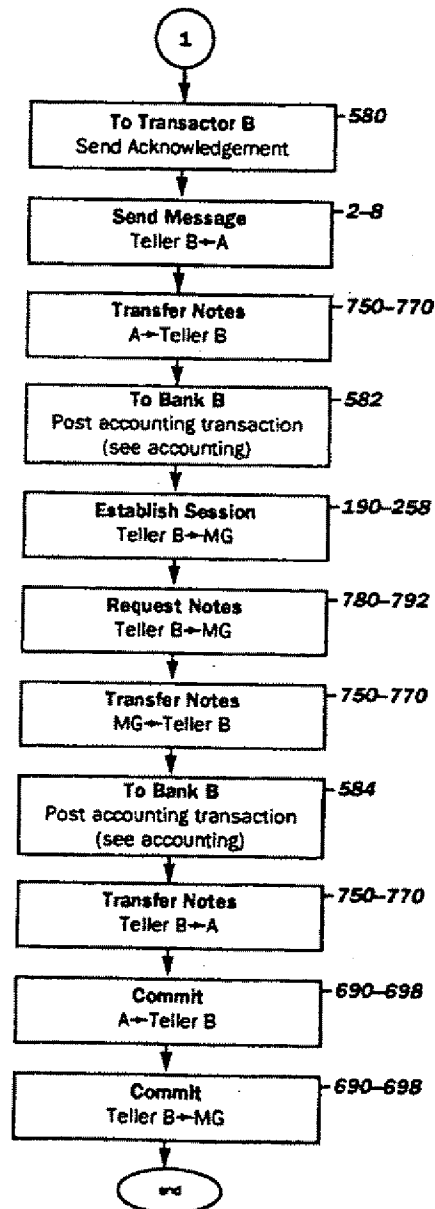 1
To Transactor B
Send Acknowledgement
580
Send Message
Teller B→A
2–8
Transfer Notes
A→Teller B
750–770
To Bank B
Post accounting transaction
(see accounting)
582
Establish Session
Teller B→MG
190–258
Request Notes
Teller B→MG
780–792
Transfer Notes
MG→Teller B
750–770
To Bank B
Post accounting transaction
(see accounting)
584
Transfer Notes
Teller B→A
750–770
Commit
A→Teller B
690–698
Commit
Teller B→MG
690–698
end